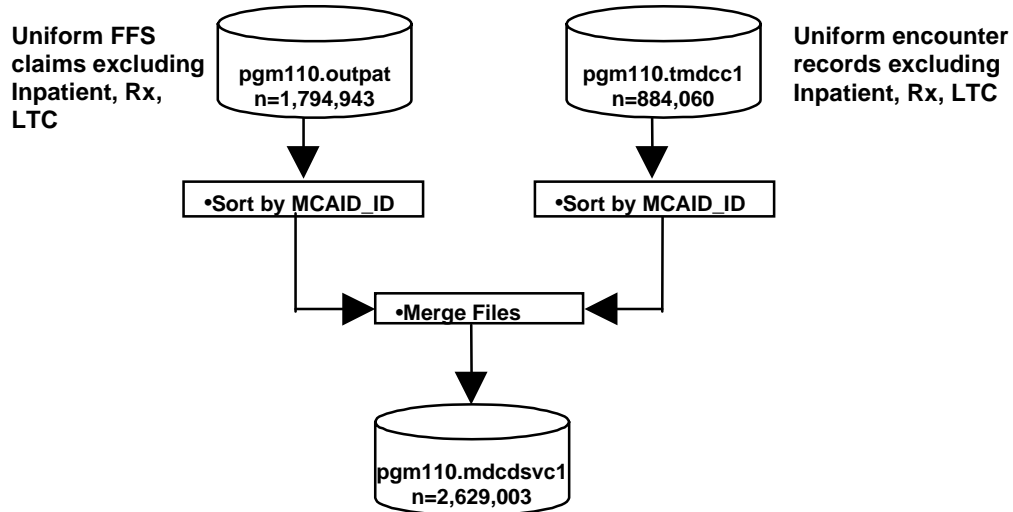 Uniform FFS
claims excluding
Inpatient, Rx,
LTC
pgm110.outpat
n=1,794,943
pgm110.tmdcc1
n=884,060
Uniform encounter
records excluding
Inpatient, Rx, LTC
•Sort by MCAID_ID
•Sort by MCAID_ID
•Merge Files
pgm110.mdcdsvc1
n=2,629,003